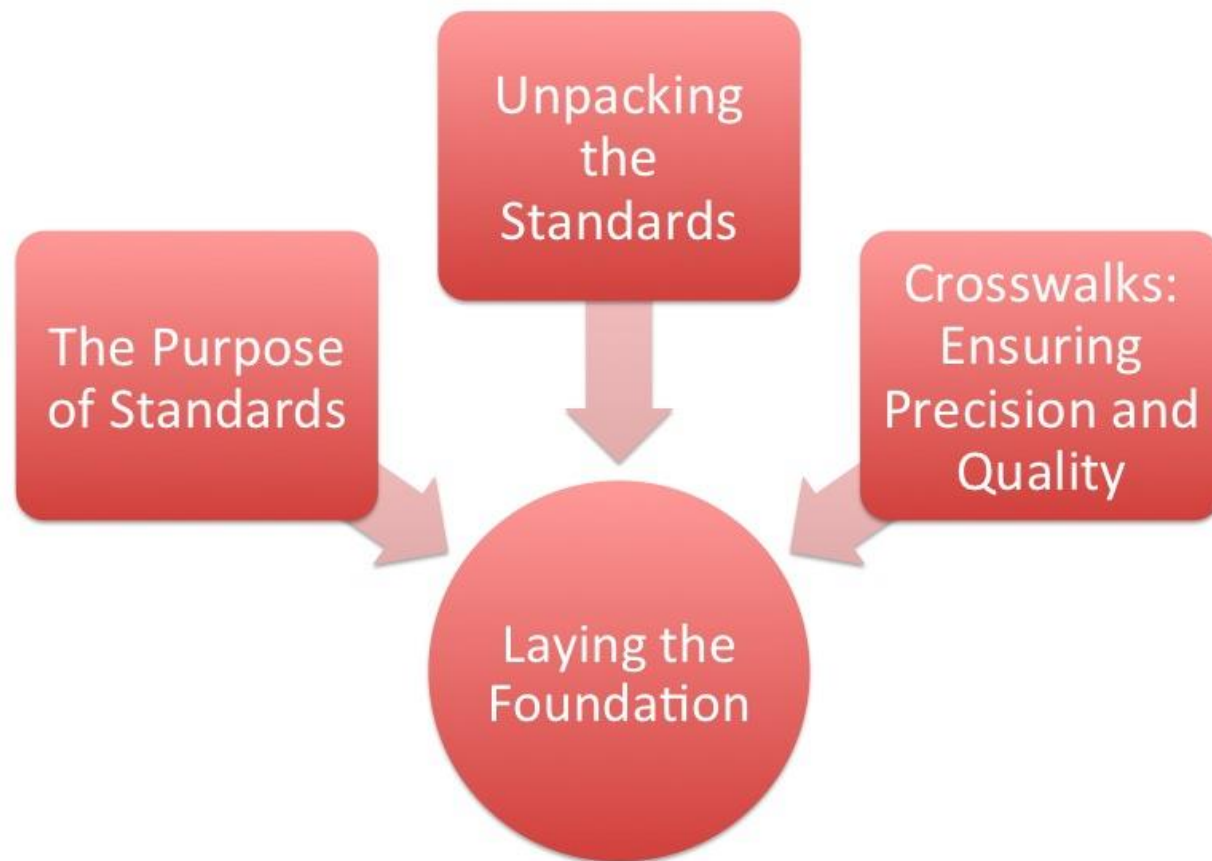 Unpacking
the
Standards
The Purpose
of Standards
Crosswalks:
Ensuring
Precision and
Quality
Laying the
Foundation